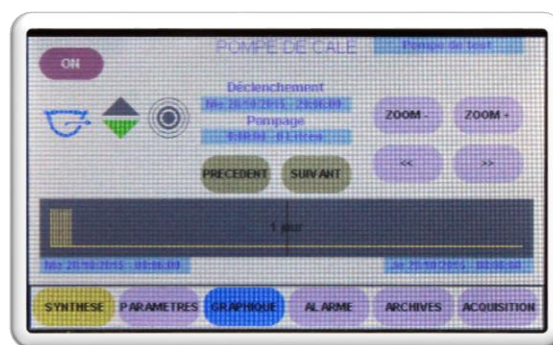 POMPE DE CALE
Pompe de test
ON
Déclenchement
ZOOM -
ZOOM +
Pompage
PRECEDENT
SUIVANT
<<
>>
1 jour
SYNTHESE
PARAMETRES
GRAPHIQUE
ALARME
ARCHIVES
ACQUISITION